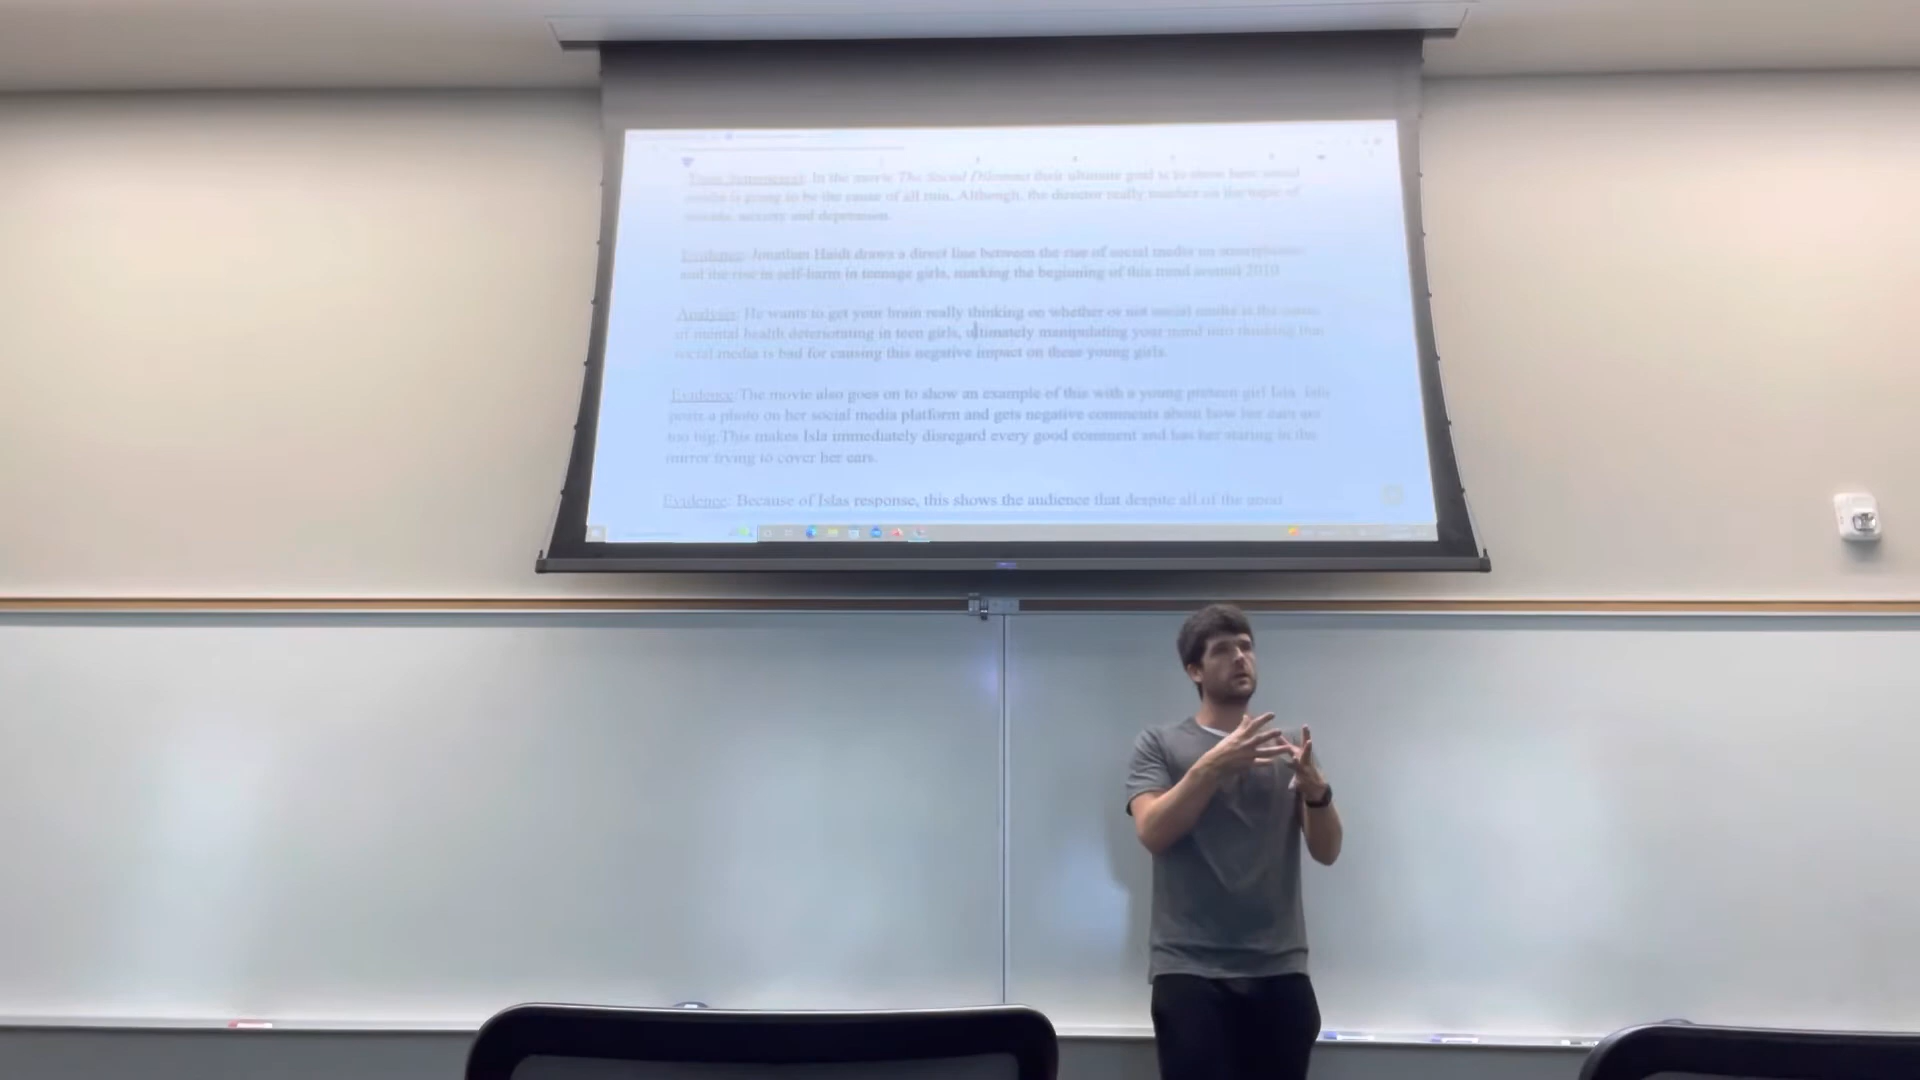 Topic Sentence(s): In the movie The Social Dilemma their ultimate goal is to show how social
media is going to be the cause of all ruin. Although, the director really touches on the topic of
suicide, anxiety and depression.
Evidence: Jonathan Haidt draws a direct line between the rise of social media on smartphones
and the rise in self-harm in teenage girls, marking the beginning of this trend around 2010
Analysis: He wants to get your brain really thinking on whether or not social media is the cause
of mental health deteriorating in teen girls, ultimately manipulating your mind into thinking that
social media is bad for causing this negative impact on these young girls.
Evidence:The movie also goes on to show an example of this with a young preteen girl Isla. Isla
posts a photo on her social media platform and gets negative comments about how her ears are
too big.This makes Isla immediately disregard every good comment and has her staring in the
mirror trying to cover her ears.
Evidence: Because of Islas response, this shows the audience that despite all of the good